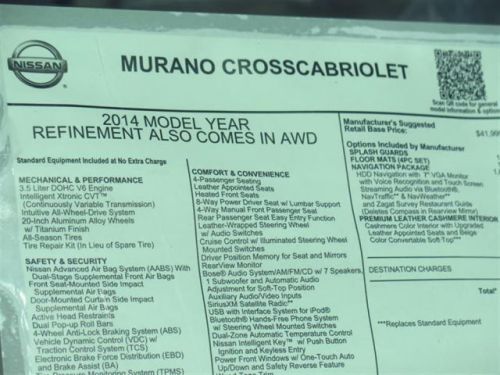 NISSAN
MURANO CROSSCABRIOLET
Scan QR code for general
model information & options
2014 MODEL YEAR
REFINEMENT ALSO COMES IN AWD
Standard Equipment Included at No Extra Charge
MECHANICAL & PERFORMANCE
3.5 Liter DOHC V6 Engine
Intelligent Xtronic CVT™
(Continuously Variable Transmission)
Intuitive All-Wheel-Drive System
20-Inch Aluminum Alloy Wheels
w/ Titanium Finish
All-Season Tires
Tire Repair Kit (In Lieu of Spare Tire)
SAFETY & SECURITY
Nissan Advanced Air Bag System (AABS) With
Dual-Stage Supplemental Front Air Bags
Front Seat-Mounted Side Impact
Supplemental Air Bags
Door-Mounted Curtain Side Impact
Supplemental Air Bags
Active Head Restraints
Dual Pop-up Roll Bars
4-Wheel Anti-Lock Braking System (ABS)
Vehicle Dynamic Control (VDC) w/
Traction Control System (TCS)
Electronic Brake Force Distribution (EBD)
and Brake Assist (BA)
Tire Pressure Monitoring System (TPMS)
COMFORT & CONVENIENCE
4-Passenger Seating
Leather Appointed Seats
Heated Front Seats
8-Way Power Driver Seat w/ Lumbar Support
4-Way Manual Front Passenger Seat
Rear Passenger Seat Easy Entry Function
Leather-Wrapped Steering Wheel
w/ Audio Switches
Cruise Control w/ Illuminated Steering Wheel
Mounted Switches
Driver Position Memory for Seat and Mirrors
RearView Monitor
Bose® Audio System/AM/FM/CD w/ 7 Speakers,
1 Subwoofer and Automatic Audio
Adjustment for Soft-Top Position
Auxiliary Audio/Video Inputs
SiriusXM Satellite Radio™
USB with Interface System for iPod®
Bluetooth® Hands-Free Phone System
w/ Steering Wheel Mounted Switches
Dual-Zone Automatic Temperature Control
Nissan Intelligent Key™ w/ Push Button
Ignition and Keyless Entry
Power Front Windows w/ One-Touch Auto
Up/Down and Safety Reverse Feature
Manufacturer's Suggested
Retail Base Price: $41,995
Options Included by Manufacturer
SPLASH GUARDS
FLOOR MATS (4PC SET)
NAVIGATION PACKAGE
HDD Navigation with 7" VGA Monitor
with Voice Recognition and Touch Screen
Streaming Audio via Bluetooth®,
NavTraffic™ & NavWeather™
and Zagat Survey Restaurant Guide
(Deletes Compass in Rearview Mirror)
PREMIUM LEATHER CASHMERE INTERIOR
Cashmere Color Interior with Upgraded
Leather Appointed Seats and Beige
Color Convertible Soft Top***
DESTINATION CHARGES
Total*
***Replaces Standard Equipment